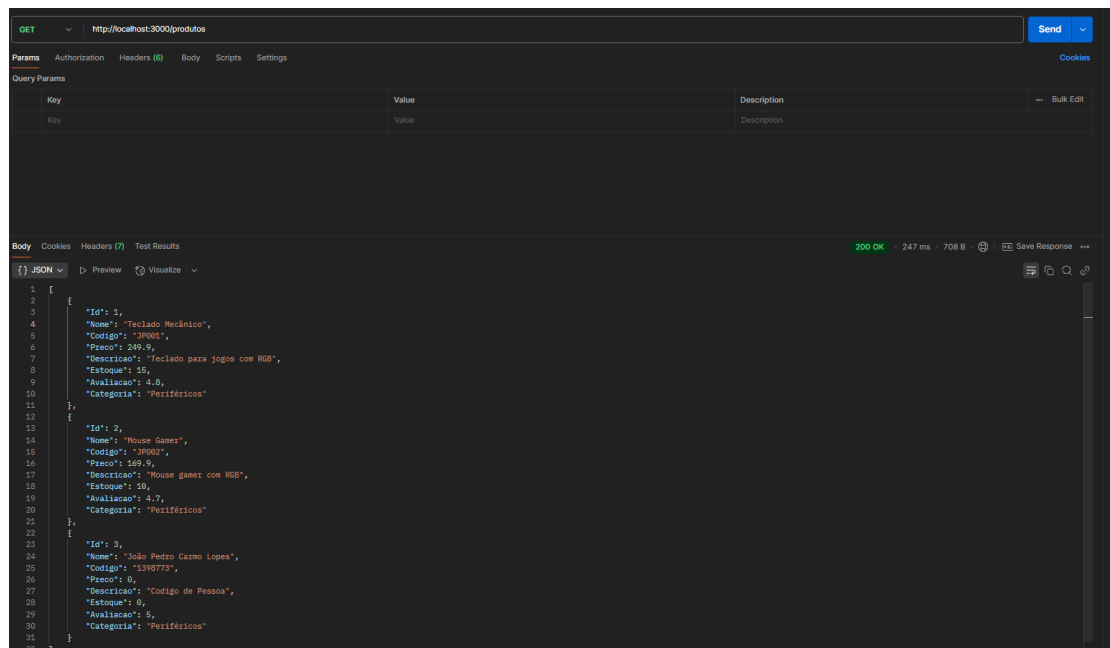 GET http://localhost:3000/produtos Send
Params Authorization Headers (6) Body Scripts Settings Cookies
Query Params
Key Value Description ••• Bulk Edit
Key Value Description
Body Cookies Headers (7) Test Results 200 OK · 247 ms · 708 B · Save Response •••
{} JSON Preview Visualize
1 [
2 {
3 "Id": 1,
4 "Nome": "Teclado Mecânico",
5 "Codigo": "JP001",
6 "Preco": 249.9,
7 "Descricao": "Teclado para jogos com RGB",
8 "Estoque": 15,
9 "Avaliacao": 4.8,
10 "Categoria": "Periféricos"
11 },
12 {
13 "Id": 2,
14 "Nome": "Mouse Gamer",
15 "Codigo": "JP002",
16 "Preco": 169.9,
17 "Descricao": "Mouse gamer com RGB",
18 "Estoque": 10,
19 "Avaliacao": 4.7,
20 "Categoria": "Periféricos"
21 },
22 {
23 "Id": 3,
24 "Nome": "João Pedro Carmo Lopes",
25 "Codigo": "1398773",
26 "Preco": 0,
27 "Descricao": "Codigo de Pessoa",
28 "Estoque": 0,
29 "Avaliacao": 5,
30 "Categoria": "Periféricos"
31 }